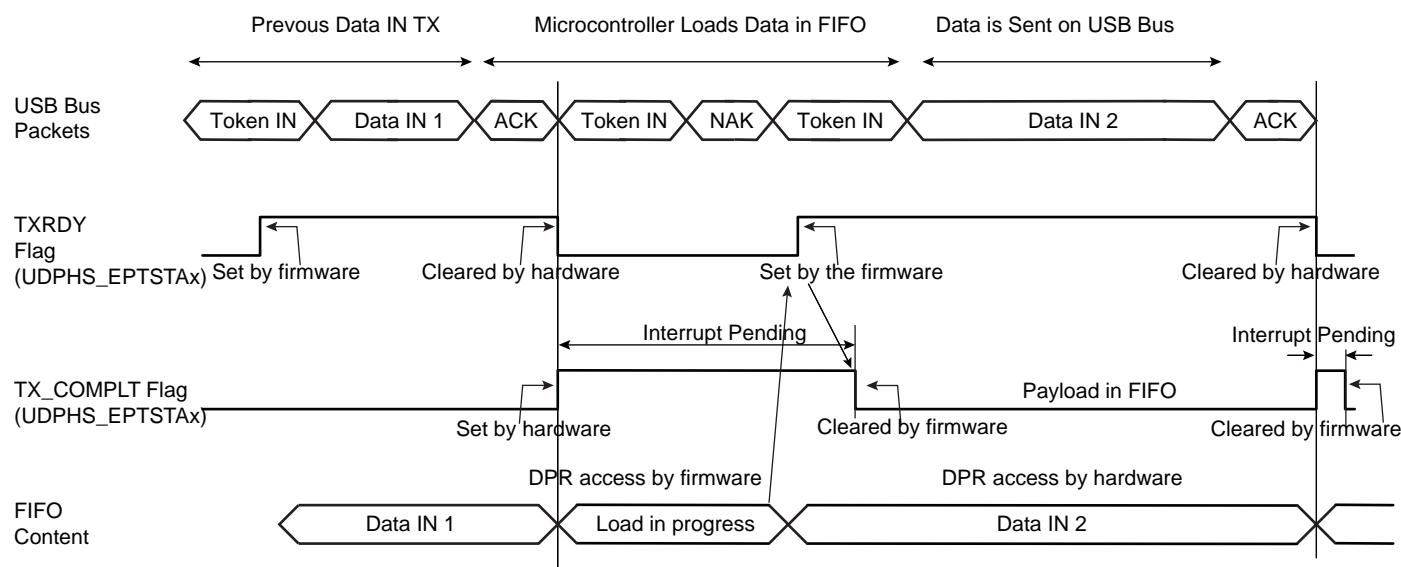 Prevous Data IN TX
Microcontroller Loads Data in FIFO
Data is Sent on USB Bus
USB Bus
Packets
Token IN
Data IN 1
ACK
Token IN
NAK
Token IN
Data IN 2
ACK
TXRDY
Flag
(UDPHS_EPTSTAx)
Set by firmware
Cleared by hardware
Set by the firmware
Cleared by hardware
Interrupt Pending
Interrupt Pending
TX_COMPLT Flag
(UDPHS_EPTSTAx)
Payload in FIFO
Set by hardware
Cleared by firmware
Cleared by firmware
DPR access by firmware
DPR access by hardware
FIFO
Content
Data IN 1
Load in progress
Data IN 2